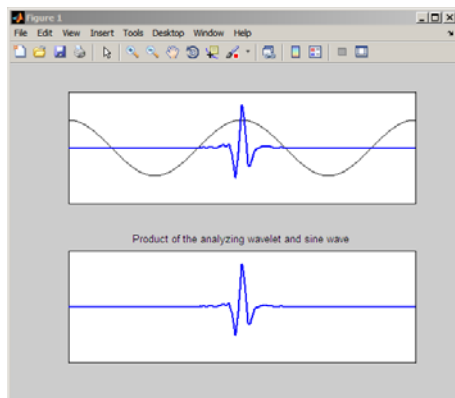 Figure 1
File Edit View Insert Tools Desktop Window Help
Product of the analyzing wavelet and sine wave